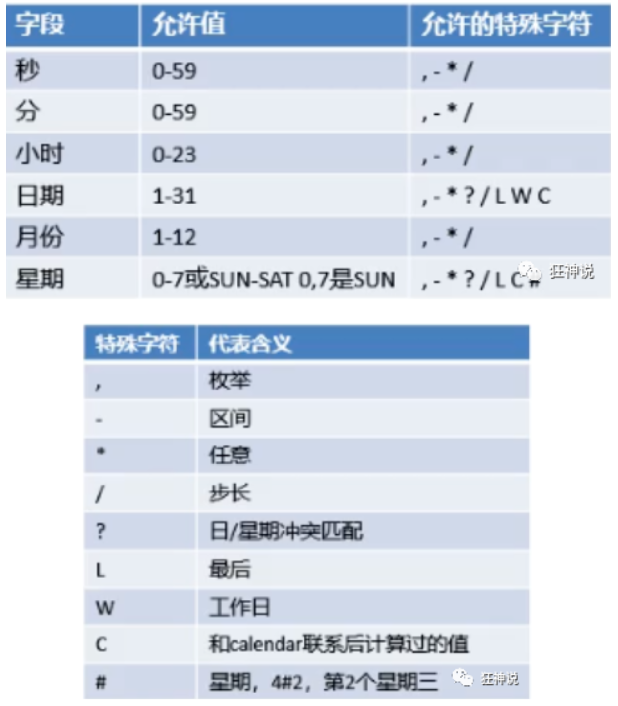 字段 允许值 允许的特殊字符
秒 0-59 , - * /
分 0-59 , - * /
小时 0-23 , - * /
日期 1-31 , - * ? / L W C
月份 1-12 , - * /
星期 0-7或SUN-SAT 0,7是SUN , - * ? / L C #
狂神说
特殊字符 代表含义
, 枚举
- 区间
* 任意
/ 步长
? 日/星期冲突匹配
L 最后
W 工作日
C 和calendar联系后计算过的值
# 星期，4#2，第2个星期三
狂神说